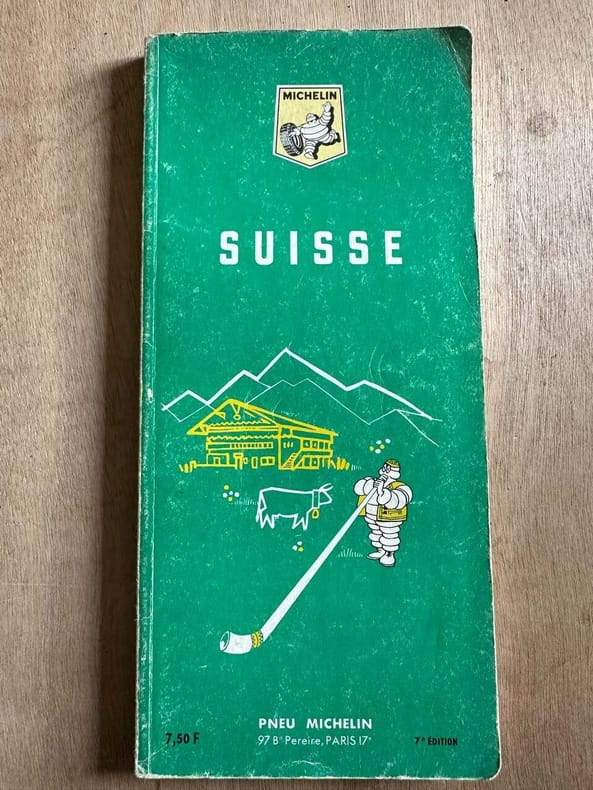 MICHELIN
SUISSE
PNEU MICHELIN
7,50 F
97 Bᵈ Pereire, PARIS 17ᵉ
7ᵉ ÉDITION